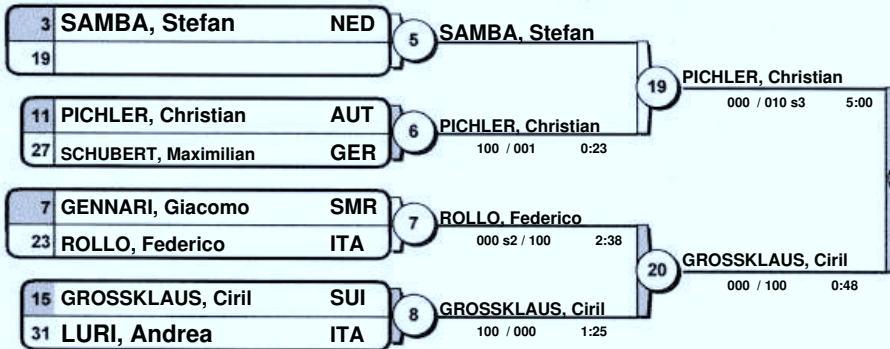 3 SAMBA, Stefan NED
19
5 SAMBA, Stefan
11 PICHLER, Christian AUT
27 SCHUBERT, Maximilian GER
6 PICHLER, Christian
100 / 001 0:23
19 PICHLER, Christian
000 / 010 s3 5:00
7 GENNARI, Giacomo SMR
23 ROLLO, Federico ITA
7 ROLLO, Federico
000 s2 / 100 2:38
15 GROSSKLAUS, Ciril SUI
31 LURI, Andrea ITA
8 GROSSKLAUS, Ciril
100 / 000 1:25
20 GROSSKLAUS, Ciril
000 / 100 0:48